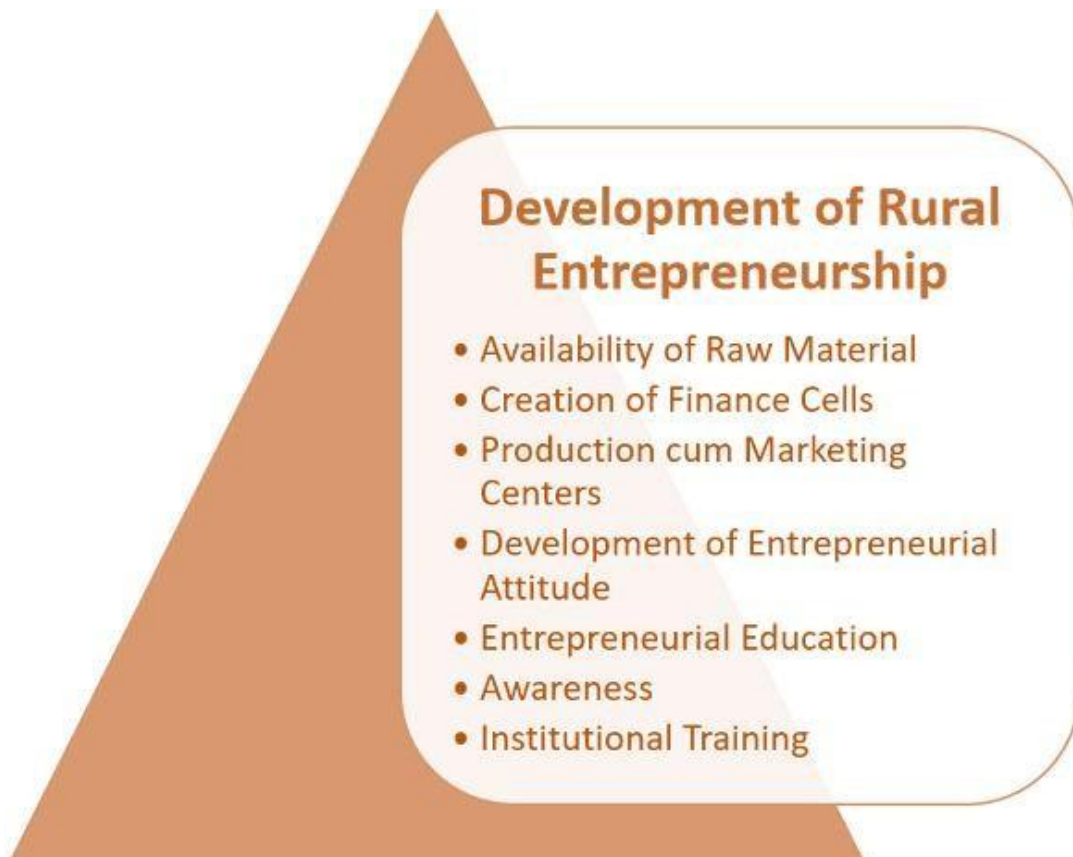 Development of Rural
Entrepreneurship
• Availability of Raw Material
• Creation of Finance Cells
• Production cum Marketing
Centers
• Development of Entrepreneurial
Attitude
• Entrepreneurial Education
• Awareness
• Institutional Training